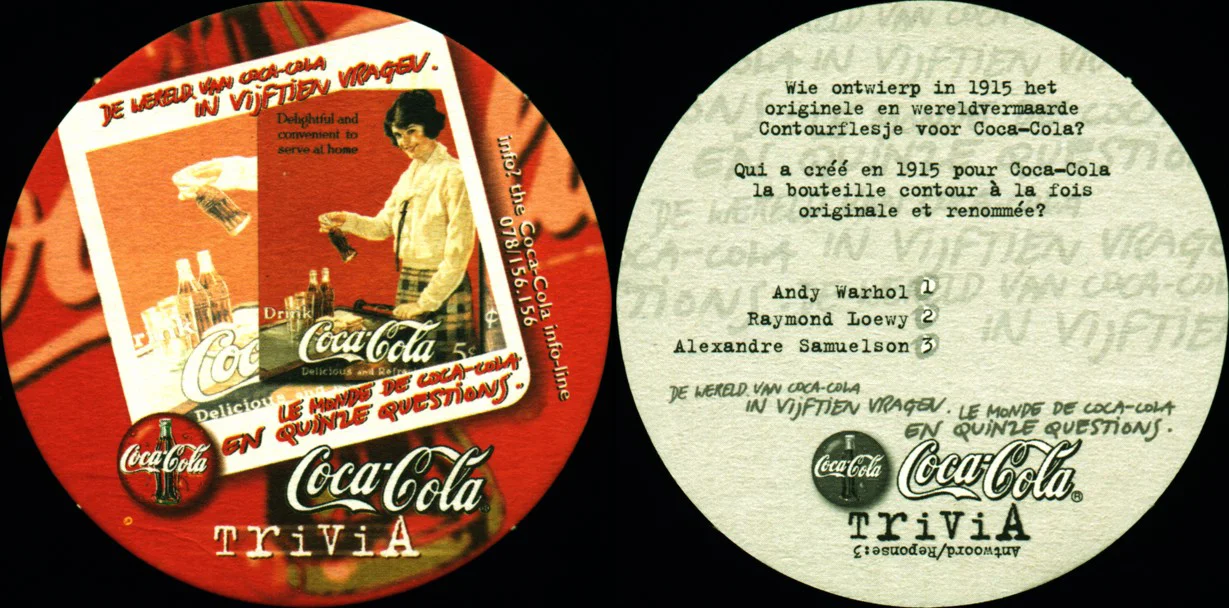 DE WERELD VAN COCA-COLA
IN VIJFTIEN VRAGEN.
Delightful and
convenient to
serve at home
Drink
Coca-Cola
5¢
Delicious and
Delicious and
LE MONDE DE COCA-COLA
EN QUINZE QUESTIONS.
info? the Coca-Cola info-line
078/156.156
Coca-Cola
Coca-Cola
TRiViA
Wie ontwierp in 1915 het
originele en wereldvermaarde
Contourflesje voor Coca-Cola?
Qui a créé en 1915 pour Coca-Cola
la bouteille contour à la fois
originale et renommée?
Andy Warhol 1
Raymond Loewy 2
Alexandre Samuelson 3
DE WERELD VAN COCA-COLA
IN VIJFTIEN VRAGEN.
LE MONDE DE COCA-COLA
EN QUINZE QUESTIONS.
Coca-Cola
Coca-Cola®
TRiViA
Antwoord/Reponse:3